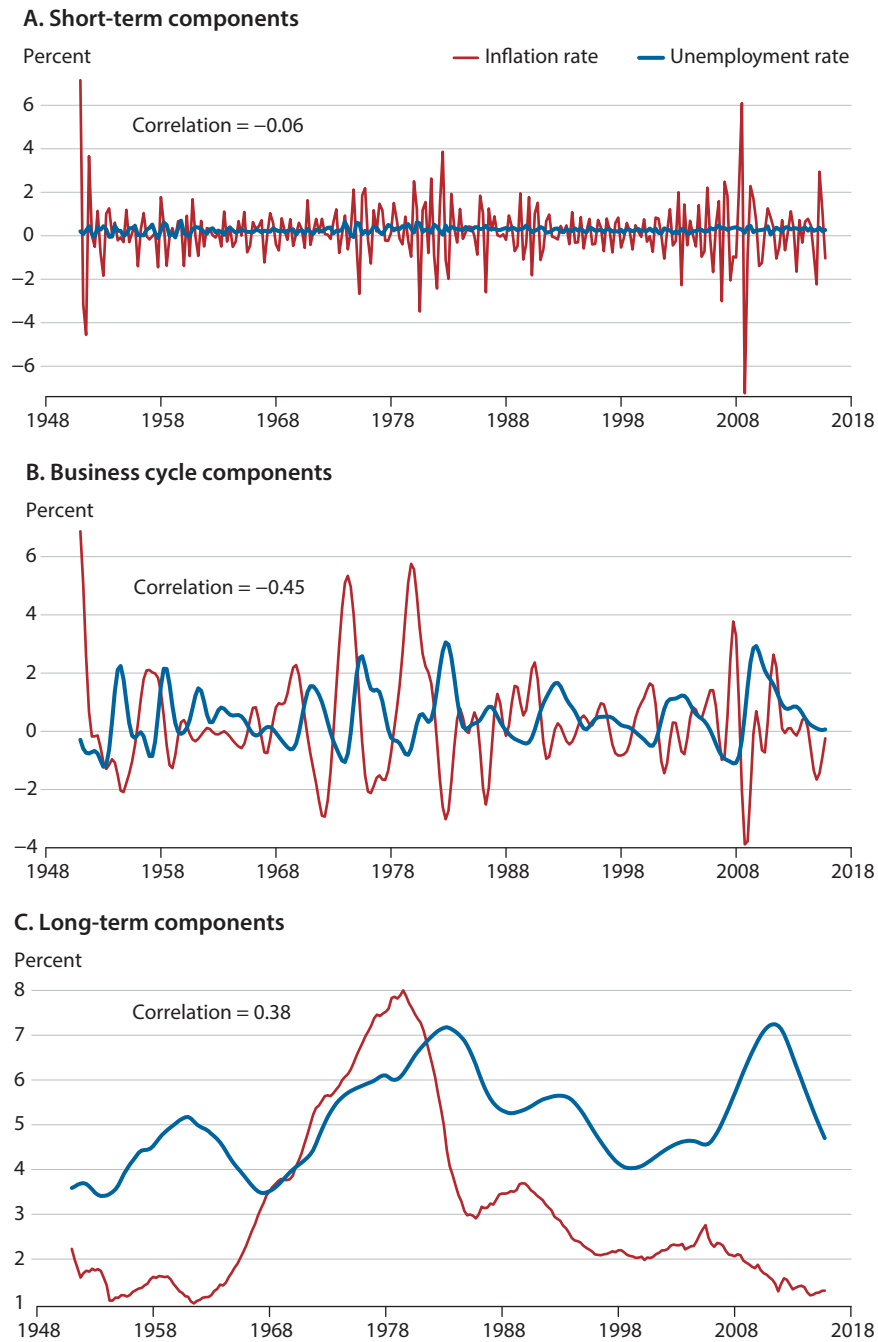 A. Short-term components
Percent
Inflation rate
Unemployment rate
6
Correlation = −0.06
4
2
0
−2
−4
−6
1948 1958 1968 1978 1988 1998 2008 2018
B. Business cycle components
Percent
6
Correlation = −0.45
4
2
0
−2
−4
1948 1958 1968 1978 1988 1998 2008 2018
C. Long-term components
Percent
8
Correlation = 0.38
7
6
5
4
3
2
1
1948 1958 1968 1978 1988 1998 2008 2018